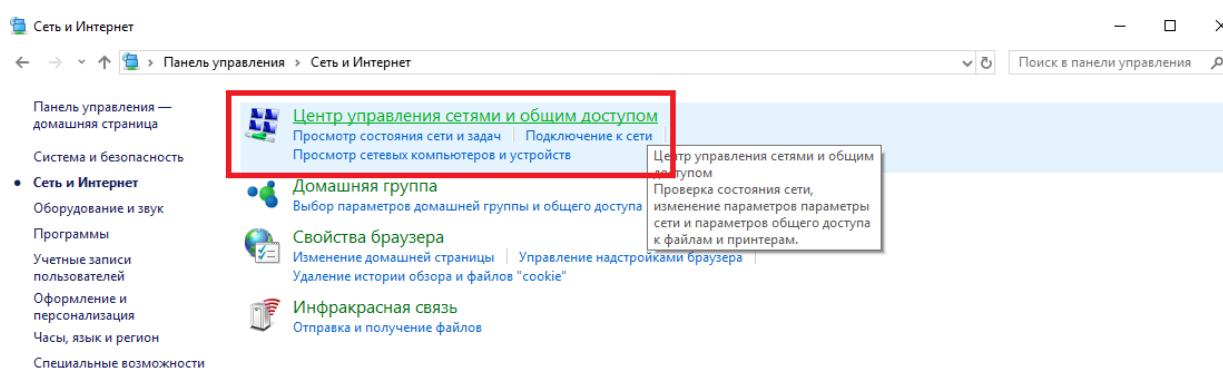 Сеть и Интернет
Панель управления > Сеть и Интернет
Поиск в панели управления
Панель управления —
домашняя страница
Система и безопасность
Сеть и Интернет
Оборудование и звук
Программы
Учетные записи
пользователей
Оформление и
персонализация
Часы, язык и регион
Специальные возможности
Центр управления сетями и общим доступом
Просмотр состояния сети и задач
Подключение к сети
Просмотр сетевых компьютеров и устройств
Домашняя группа
Выбор параметров домашней группы и общего доступа
Свойства браузера
Изменение домашней страницы
Управление надстройками браузера
Удаление истории обзора и файлов "cookie"
Инфракрасная связь
Отправка и получение файлов
Центр управления сетями и общим
доступом
Проверка состояния сети,
изменение параметров параметры
сети и параметров общего доступа
к файлам и принтерам.